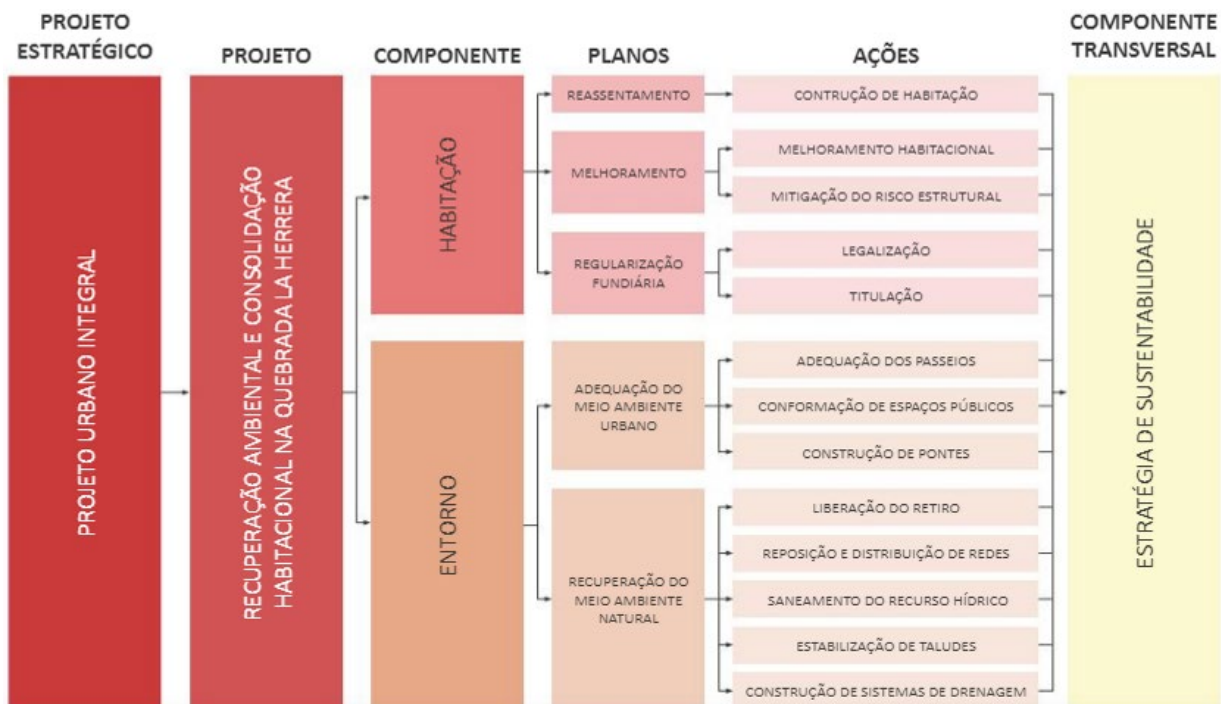 PROJETO
ESTRATÉGICO
PROJETO
COMPONENTE
PLANOS
AÇÕES
COMPONENTE
TRANSVERSAL
PROJETO URBANO INTEGRAL
RECUPERAÇÃO AMBIENTAL E CONSOLIDAÇÃO
HABITACIONAL NA QUEBRADA LA HERRERA
HABITAÇÃO
REASSENTAMENTO
CONTRUÇÃO DE HABITAÇÃO
MELHORAMENTO
MELHORAMENTO HABITACIONAL
MITIGAÇÃO DO RISCO ESTRUTURAL
REGULARIZAÇÃO
FUNDIÁRIA
LEGALIZAÇÃO
TITULAÇÃO
ENTORNO
ADEQUAÇÃO DO
MEIO AMBIENTE
URBANO
ADEQUAÇÃO DOS PASSEIOS
CONFORMAÇÃO DE ESPAÇOS PÚBLICOS
CONSTRUÇÃO DE PONTES
RECUPERAÇÃO DO
MEIO AMBIENTE
NATURAL
LIBERAÇÃO DO RETIRO
REPOSIÇÃO E DISTRIBUIÇÃO DE REDES
SANEAMENTO DO RECURSO HÍDRICO
ESTABILIZAÇÃO DE TALUDES
CONSTRUÇÃO DE SISTEMAS DE DRENAGEM
ESTRATÉGIA DE SUSTENTABILIDADE